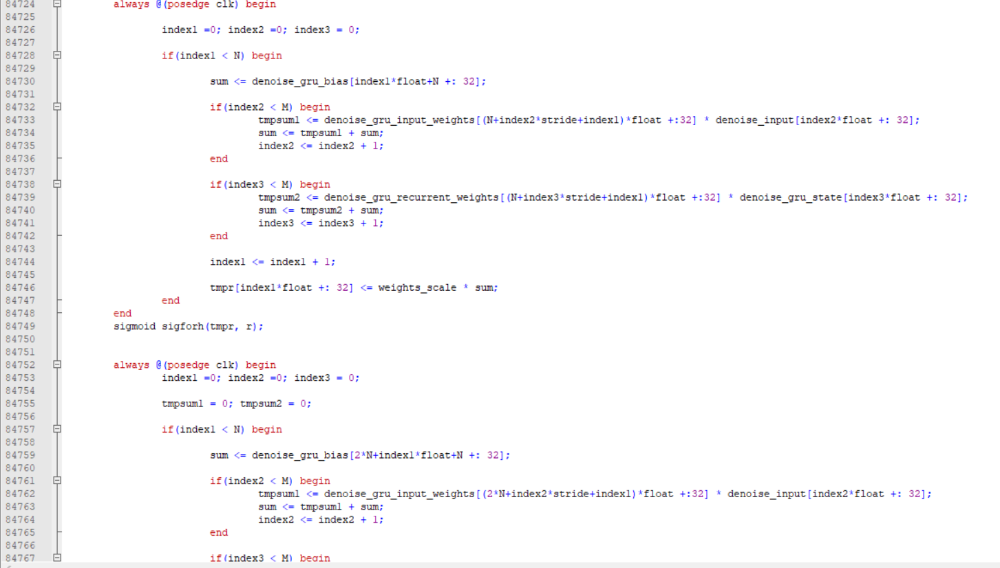 84724 always @(posedge clk) begin
84725
84726 index1 =0; index2 =0; index3 = 0;
84727
84728 if(index1 < N) begin
84729
84730 sum <= denoise_gru_bias[index1*float+N +: 32];
84731
84732 if(index2 < M) begin
84733 tmpsum1 <= denoise_gru_input_weights[(N+index2*stride+index1)*float +:32] * denoise_input[index2*float +: 32];
84734 sum <= tmpsum1 + sum;
84735 index2 <= index2 + 1;
84736 end
84737
84738 if(index3 < M) begin
84739 tmpsum2 <= denoise_gru_recurrent_weights[(N+index3*stride+index1)*float +:32] * denoise_gru_state[index3*float +: 32];
84740 sum <= tmpsum2 + sum;
84741 index3 <= index3 + 1;
84742 end
84743
84744 index1 <= index1 + 1;
84745
84746 tmpr[index1*float +: 32] <= weights_scale * sum;
84747 end
84748 end
84749 sigmoid sigforh(tmpr, r);
84750
84751
84752 always @(posedge clk) begin
84753 index1 =0; index2 =0; index3 = 0;
84754
84755 tmpsum1 = 0; tmpsum2 = 0;
84756
84757 if(index1 < N) begin
84758
84759 sum <= denoise_gru_bias[2*N+index1*float+N +: 32];
84760
84761 if(index2 < M) begin
84762 tmpsum1 <= denoise_gru_input_weights[(2*N+index2*stride+index1)*float +:32] * denoise_input[index2*float +: 32];
84763 sum <= tmpsum1 + sum;
84764 index2 <= index2 + 1;
84765 end
84766
84767 if(index3 < M) begin